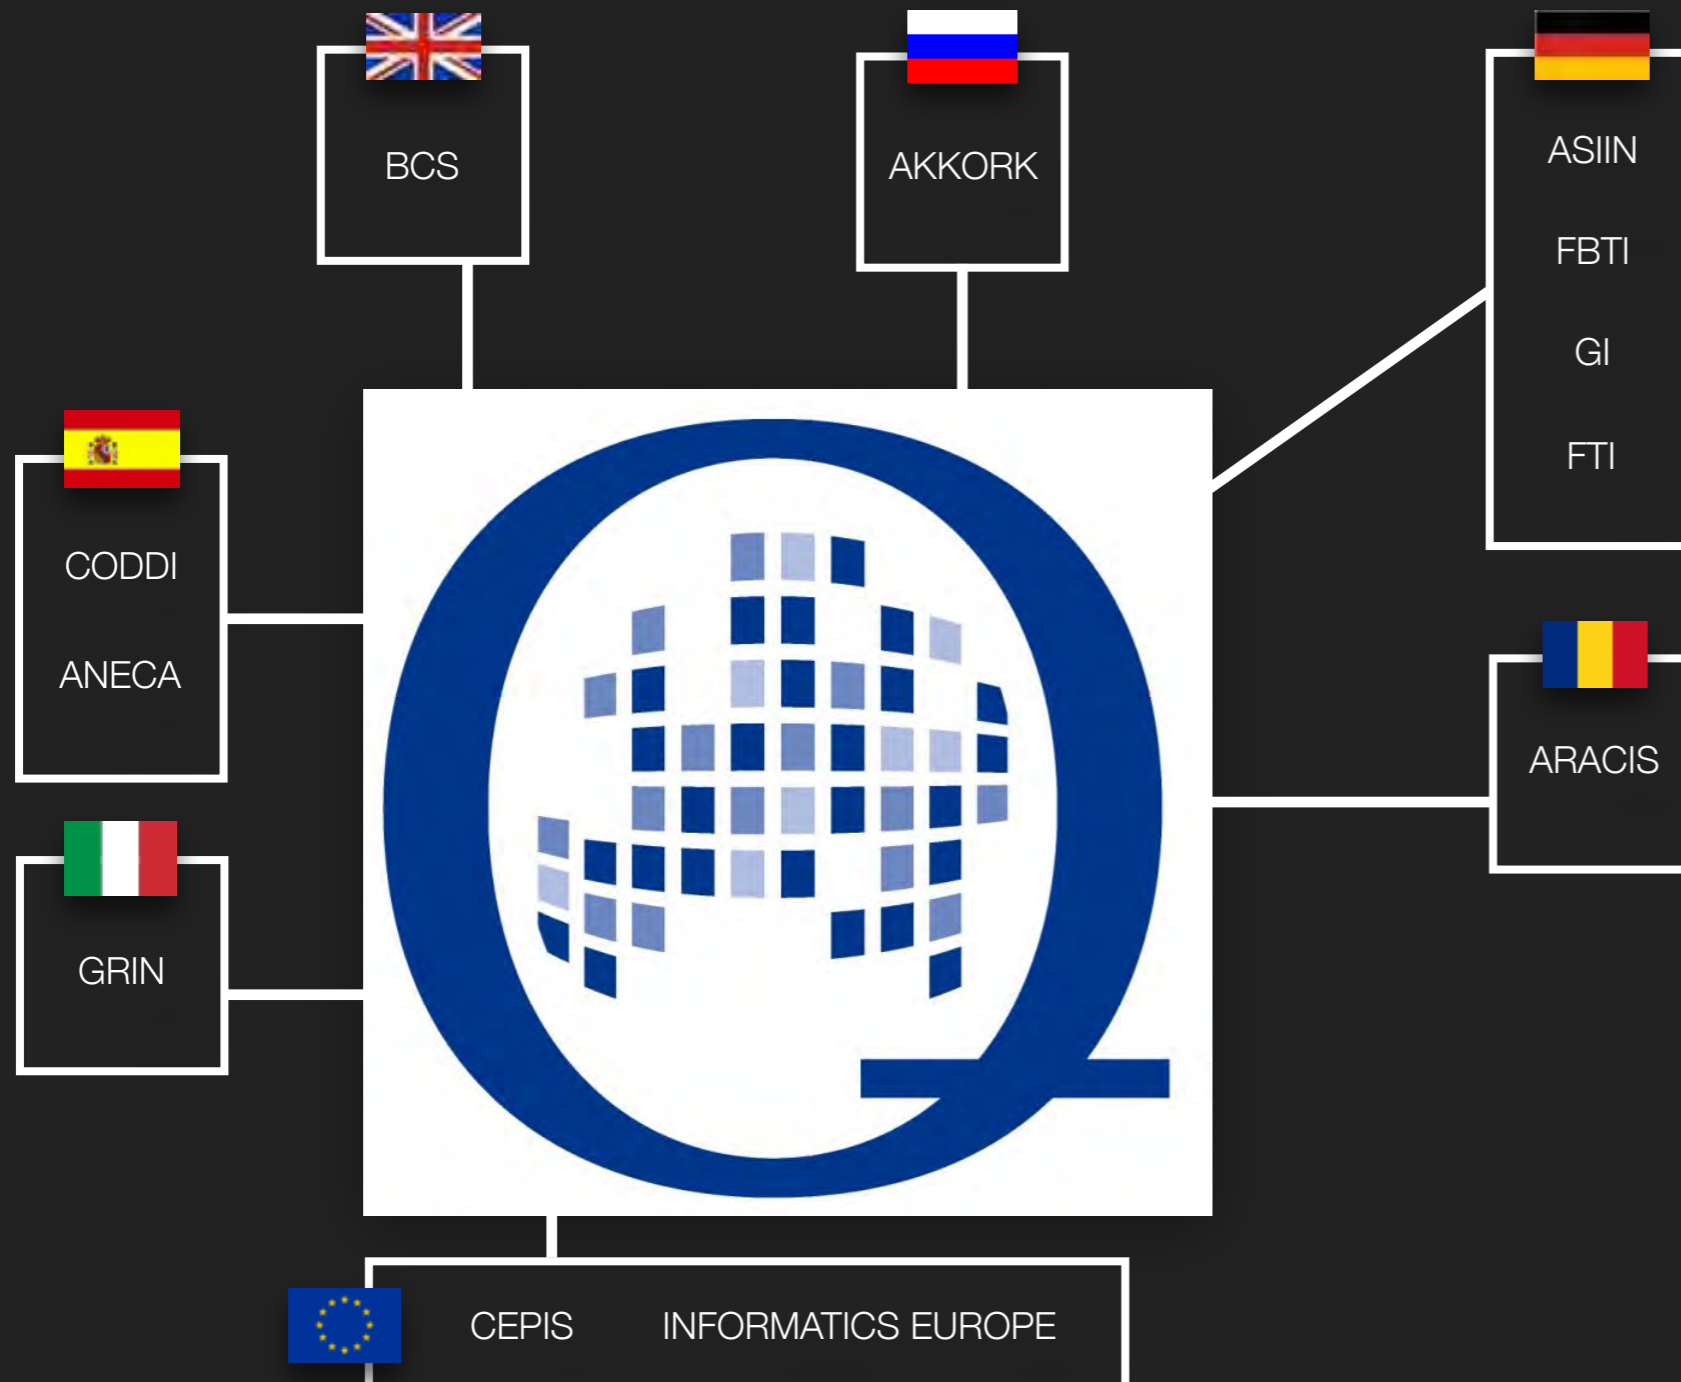 BCS
AKKORK
ASIIN
FBTI
GI
FTI
CODDI
ANECA
ARACIS
GRIN
CEPIS INFORMATICS EUROPE